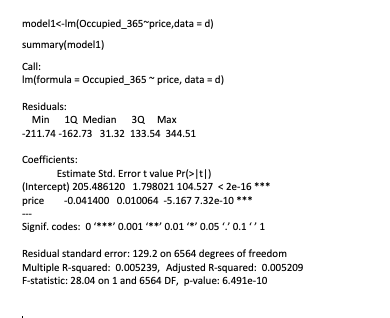 model1<-lm(Occupied_365~price,data = d)
summary(model1)
Call:
lm(formula = Occupied_365 ~ price, data = d)
Residuals:
Min 1Q Median 3Q Max
-211.74 -162.73 31.32 133.54 344.51
Coefficients:
Estimate Std. Error t value Pr(>|t|)
(Intercept) 205.486120 1.798021 104.527 < 2e-16 ***
price -0.041400 0.010064 -5.167 7.32e-10 ***
---
Signif. codes: 0 ‘***’ 0.001 ‘**’ 0.01 ‘*’ 0.05 ‘.’ 0.1 ‘ ’ 1
Residual standard error: 129.2 on 6564 degrees of freedom
Multiple R-squared: 0.005239, Adjusted R-squared: 0.005209
F-statistic: 28.04 on 1 and 6564 DF, p-value: 6.491e-10